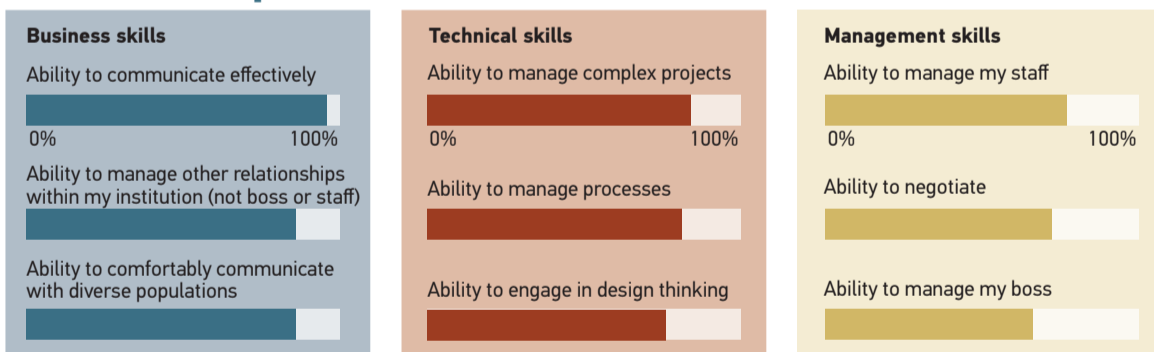 Business skills
Ability to communicate effectively
0% 100%
Ability to manage other relationships
within my institution (not boss or staff)
Ability to comfortably communicate
with diverse populations
Technical skills
Ability to manage complex projects
0% 100%
Ability to manage processes
Ability to engage in design thinking
Management skills
Ability to manage my staff
0% 100%
Ability to negotiate
Ability to manage my boss